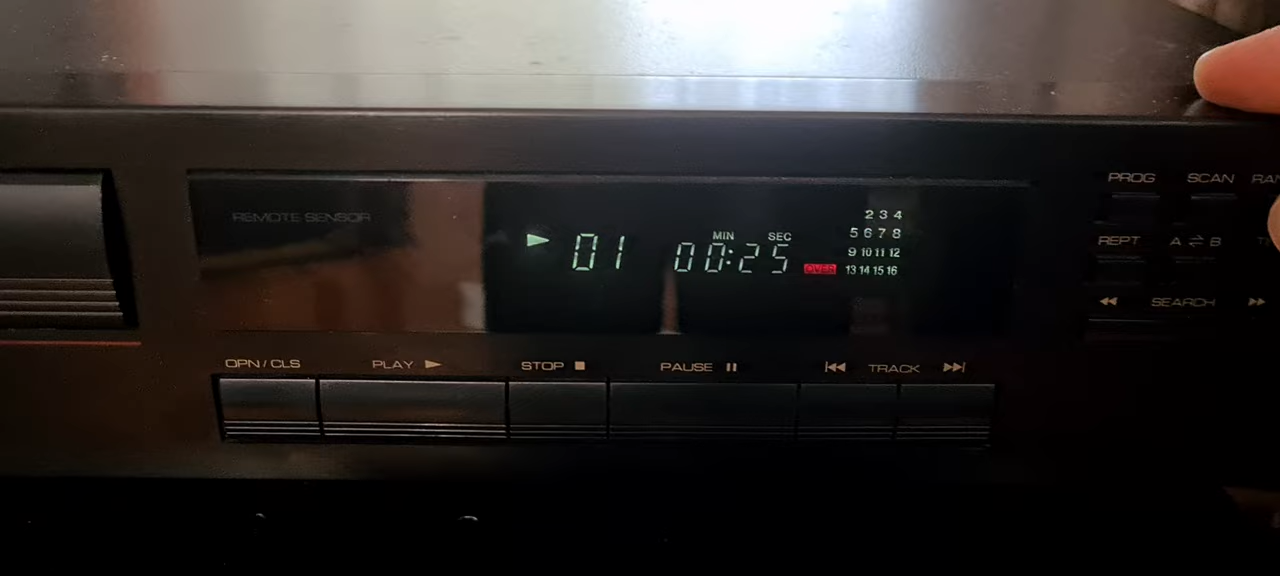 PROG SCAN
REMOTE SENSOR
2 3 4
5 6 7 8
MIN SEC
01 00:25
9 10 11 12
OVER 13 14 15 16
REPT A ⇌ B
SEARCH
OPN / CLS PLAY STOP PAUSE TRACK